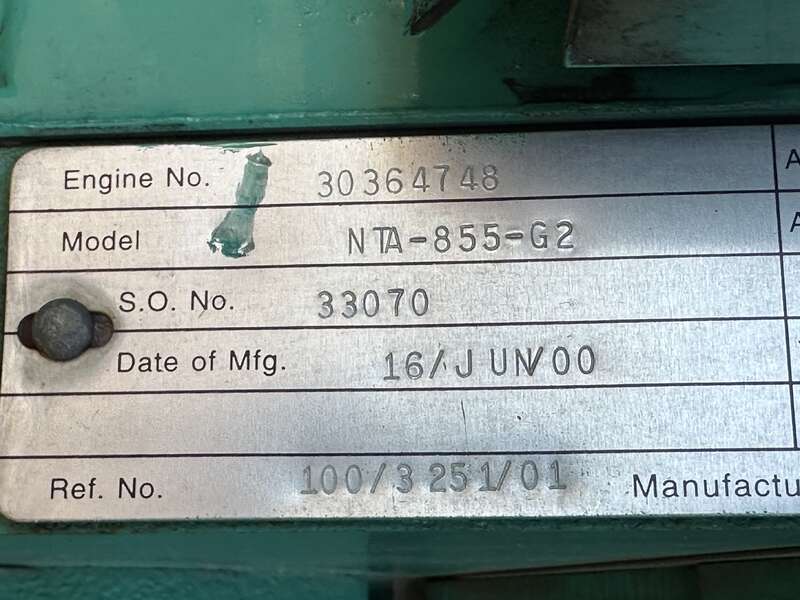 Engine No. 30364748 A
Model NTA-855-G2 A
S.O. No. 33070
Date of Mfg. 16/JUN/00
Ref. No. 100/3251/01 Manufactu